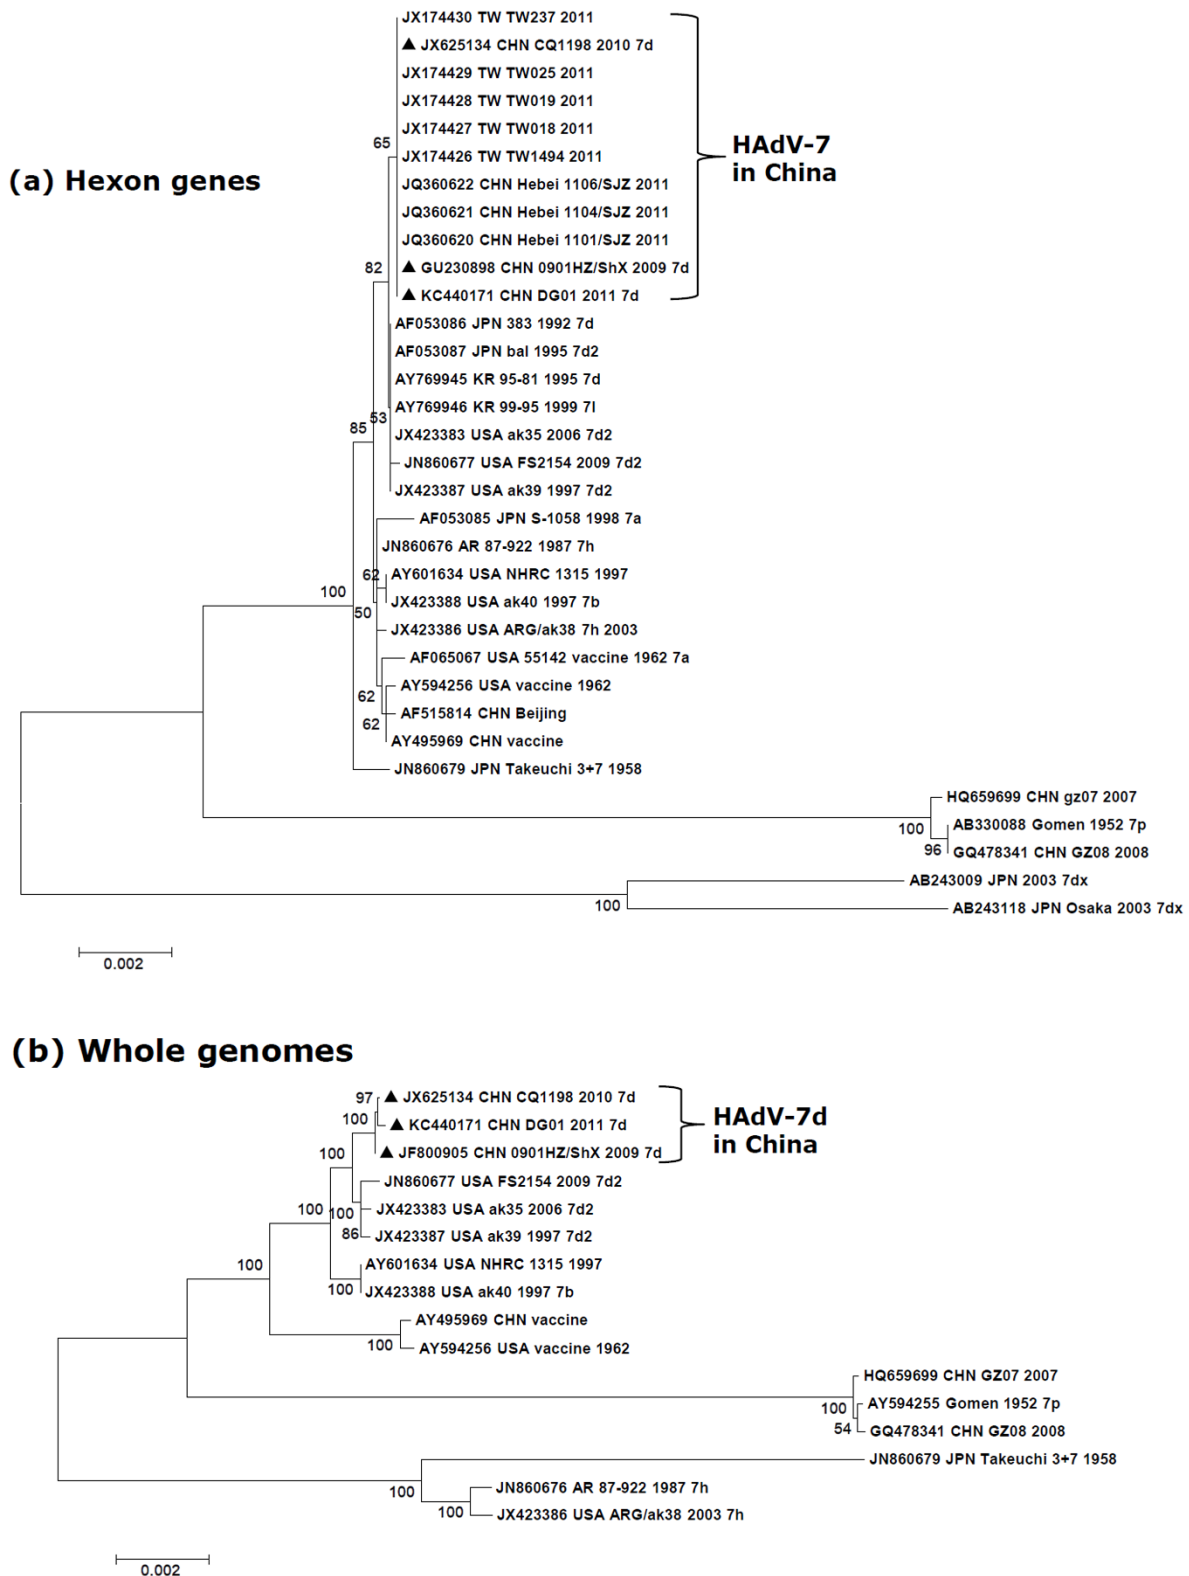 (a) Hexon genes
JX174430 TW TW237 2011
JX625134 CHN CQ1198 2010 7d
JX174429 TW TW025 2011
JX174428 TW TW019 2011
JX174427 TW TW018 2011
JX174426 TW TW1494 2011
JQ360622 CHN Hebei 1106/SJZ 2011
JQ360621 CHN Hebei 1104/SJZ 2011
JQ360620 CHN Hebei 1101/SJZ 2011
GU230898 CHN 0901HZ/ShX 2009 7d
KC440171 CHN DG01 2011 7d
HAdV-7
in China
AF053086 JPN 383 1992 7d
AF053087 JPN bal 1995 7d2
AY769945 KR 95-81 1995 7d
AY769946 KR 99-95 1999 7l
JX423383 USA ak35 2006 7d2
JN860677 USA FS2154 2009 7d2
JX423387 USA ak39 1997 7d2
AF053085 JPN S-1058 1998 7a
JN860676 AR 87-922 1987 7h
AY601634 USA NHRC 1315 1997
JX423388 USA ak40 1997 7b
JX423386 USA ARG/ak38 7h 2003
AF065067 USA 55142 vaccine 1962 7a
AY594256 USA vaccine 1962
AF515814 CHN Beijing
AY495969 CHN vaccine
JN860679 JPN Takeuchi 3+7 1958
HQ659699 CHN gz07 2007
AB330088 Gomen 1952 7p
GQ478341 CHN GZ08 2008
AB243009 JPN 2003 7dx
AB243118 JPN Osaka 2003 7dx
65
82
53
85
62
100
50
62
62
100
96
100
0.002
(b) Whole genomes
JX625134 CHN CQ1198 2010 7d
KC440171 CHN DG01 2011 7d
JF800905 CHN 0901HZ/ShX 2009 7d
HAdV-7d
in China
JN860677 USA FS2154 2009 7d2
JX423383 USA ak35 2006 7d2
JX423387 USA ak39 1997 7d2
AY601634 USA NHRC 1315 1997
JX423388 USA ak40 1997 7b
AY495969 CHN vaccine
AY594256 USA vaccine 1962
HQ659699 CHN GZ07 2007
AY594255 Gomen 1952 7p
GQ478341 CHN GZ08 2008
JN860679 JPN Takeuchi 3+7 1958
JN860676 AR 87-922 1987 7h
JX423386 USA ARG/ak38 2003 7h
97
100
100
100
100
86
100
100
100
100
54
100
100
0.002